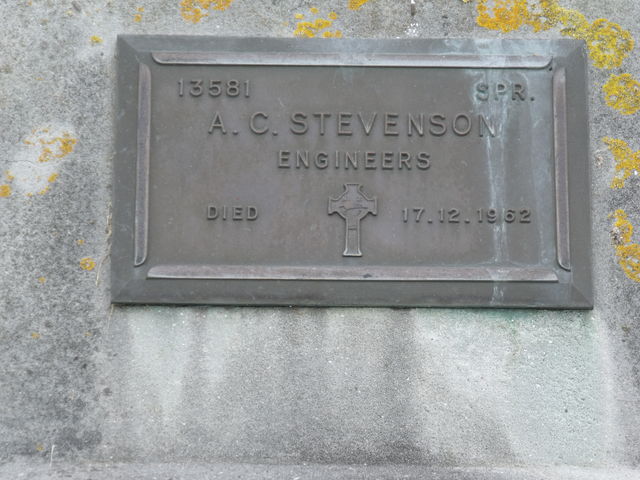 13581 SPR.
A. C. STEVENSON
ENGINEERS
DIED 17.12.1962